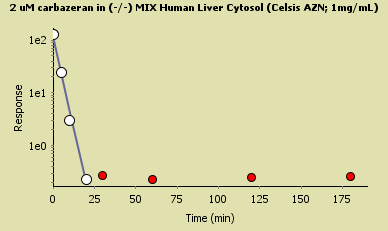 2 uM carbazeran in (-/-) MIX Human Liver Cytosol (Celsis AZN; 1mg/mL)
1e2
1e1
1e0
Response
0 25 50 75 100 125 150 175
Time (min)